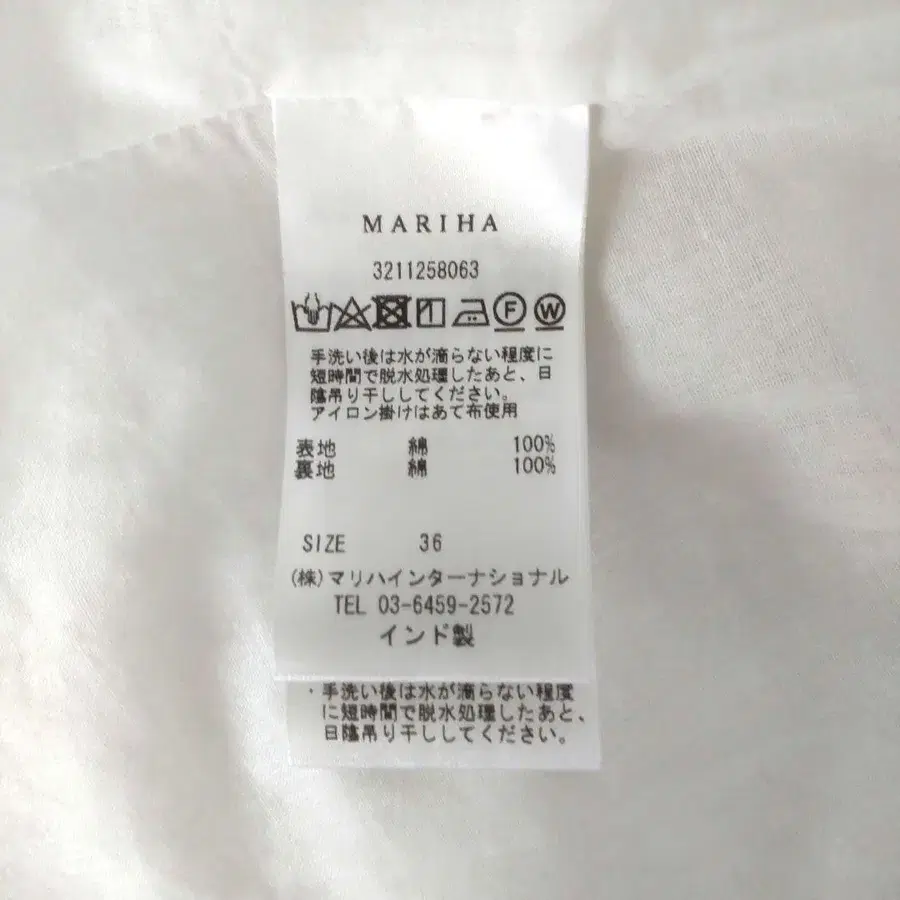 MARIHA
3211258063
F W
手洗い後は水が滴らない程度に
短時間で脱水処理したあと、日
陰吊り干ししてください。
アイロン掛けはあて布使用
表地 綿 100%
裏地 綿 100%
SIZE 36
(株)マリハインターナショナル
TEL 03-6459-2572
インド製
・手洗い後は水が滴らない程度
に短時間で脱水処理したあと、
日陰吊り干ししてください。